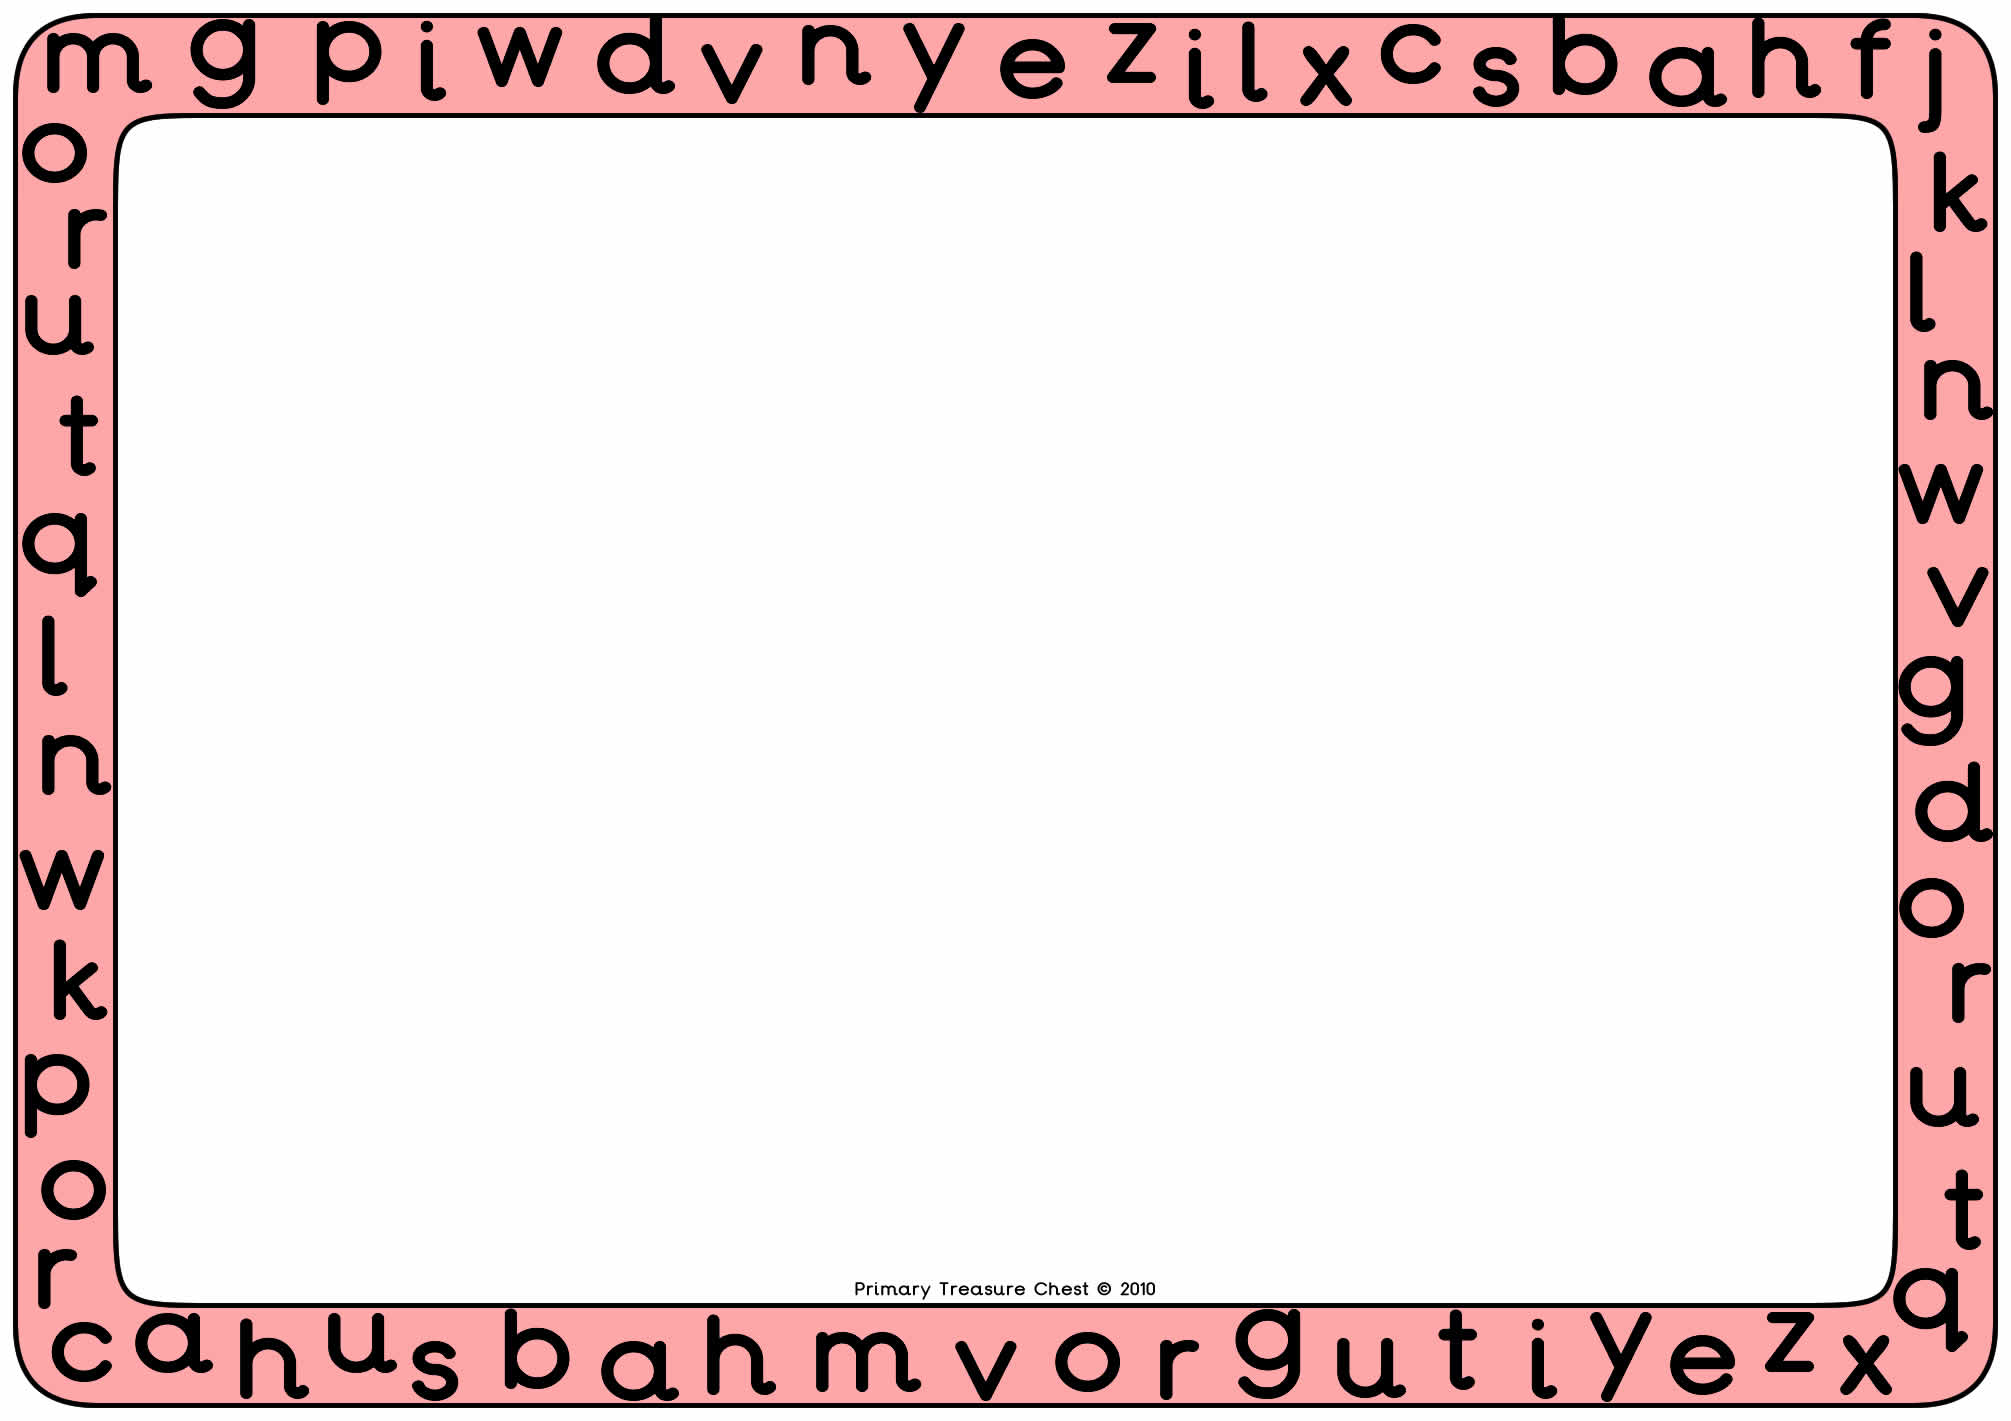 m g p i w d v n y e z i l x c s b a h f j
o
r
u
t
q
l
n
w
k
p
o
r
k
l
n
w
v
g
d
o
r
u
t
q
Primary Treasure Chest © 2010
c a h u s b a h m v o r g u t i y e z x